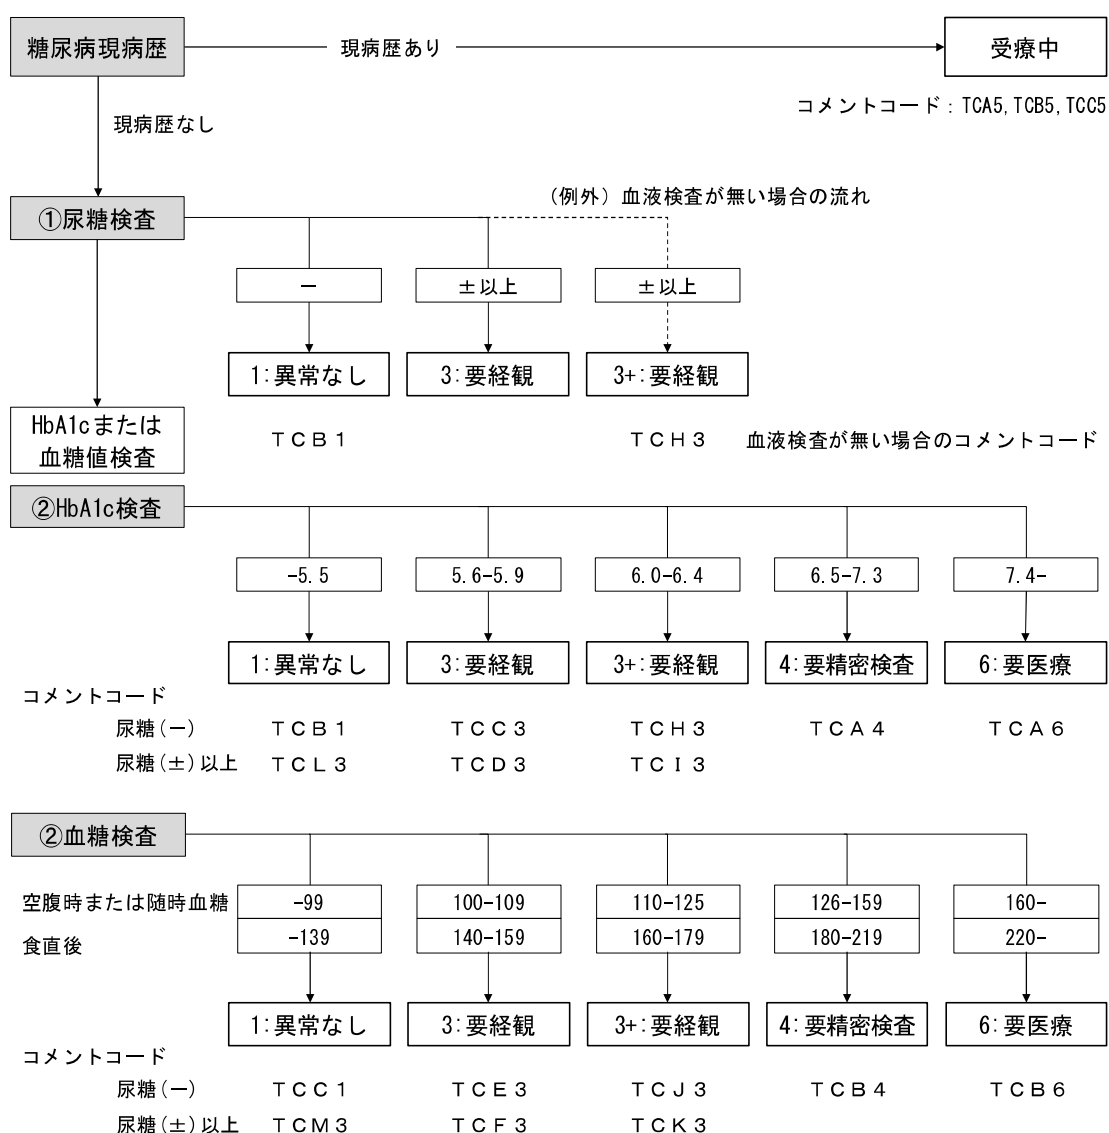 糖尿病現病歴
現病歴あり
受療中
コメントコード：TCA5,TCB5,TCC5
現病歴なし
（例外）血液検査が無い場合の流れ
①尿糖検査
－ ±以上 ±以上
1:異常なし 3:要経観 3+:要経観
HbA1cまたは
血糖値検査
ＴＣＢ１ ＴＣＨ３ 血液検査が無い場合のコメントコード
②HbA1c検査
-5.5 5.6-5.9 6.0-6.4 6.5-7.3 7.4-
1:異常なし 3:要経観 3+:要経観 4:要精密検査 6:要医療
コメントコード
尿糖(－) ＴＣＢ１ ＴＣＣ３ ＴＣＨ３ ＴＣＡ４ ＴＣＡ６
尿糖(±)以上 ＴＣＬ３ ＴＣＤ３ ＴＣＩ３
②血糖検査
空腹時または随時血糖 -99 100-109 110-125 126-159 160-
食直後 -139 140-159 160-179 180-219 220-
1:異常なし 3:要経観 3+:要経観 4:要精密検査 6:要医療
コメントコード
尿糖(－) ＴＣＣ１ ＴＣＥ３ ＴＣＪ３ ＴＣＢ４ ＴＣＢ６
尿糖(±)以上 ＴＣＭ３ ＴＣＦ３ ＴＣＫ３